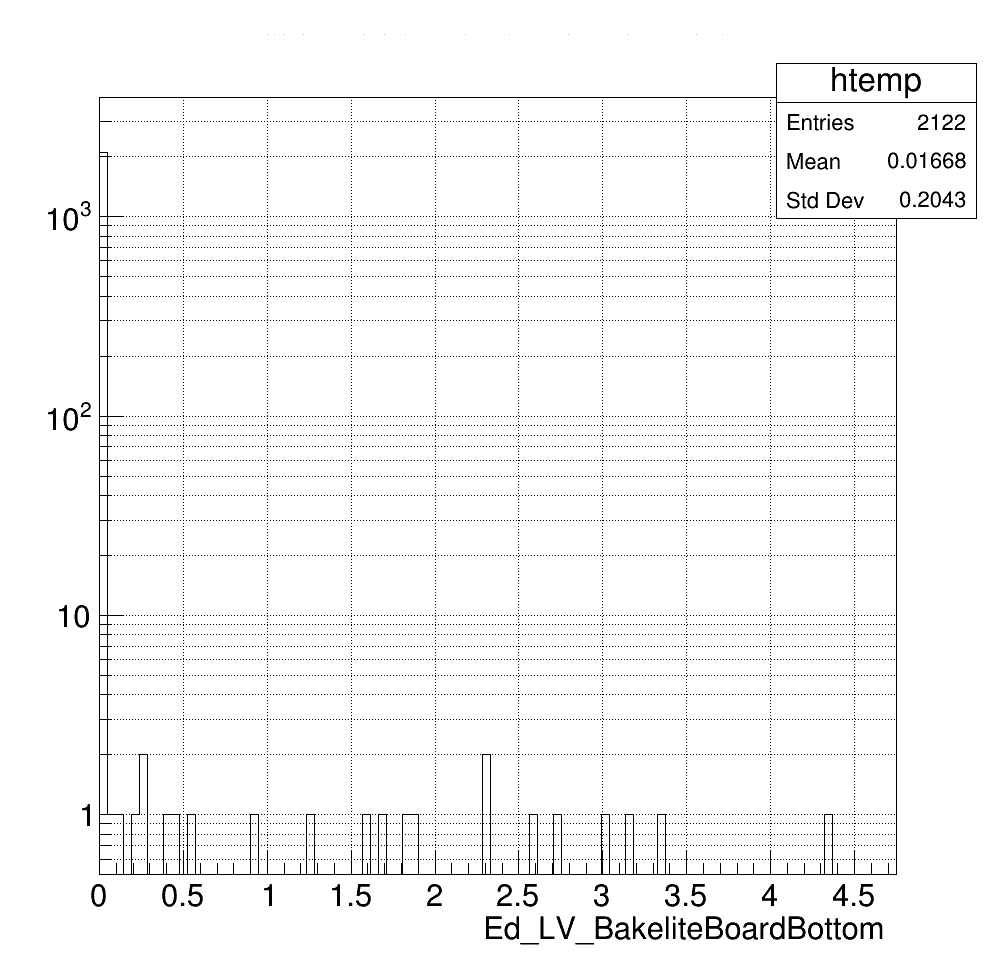 htemp
Entries 2122
Mean 0.01668
Std Dev 0.2043
10³
10²
10
1
0 0.5 1 1.5 2 2.5 3 3.5 4 4.5
Ed_LV_BakeliteBoardBottom